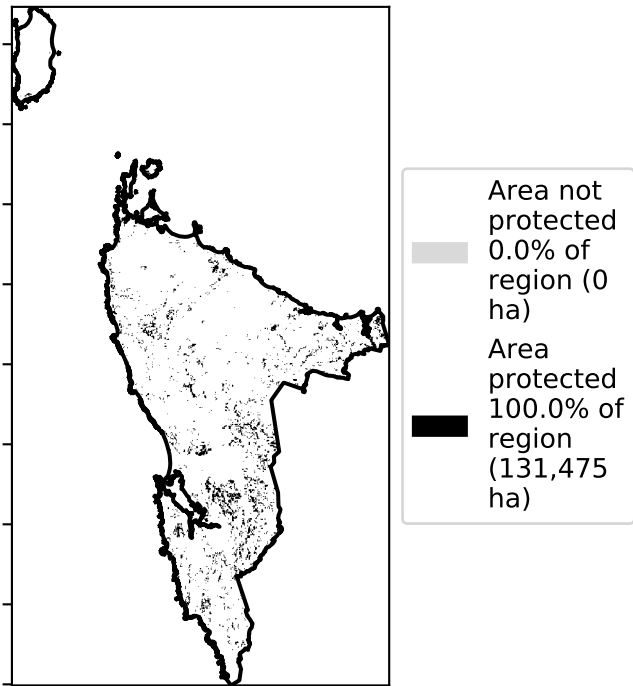 Area not
protected
0.0% of
region (0
ha)
Area
protected
100.0% of
region
(131,475
ha)